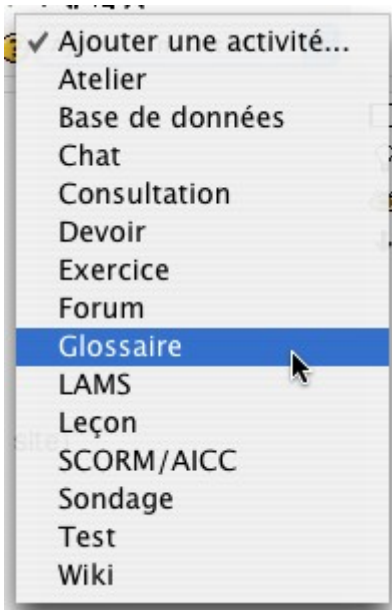 ✓ Ajouter une activité...
Atelier
Base de données
Chat
Consultation
Devoir
Exercice
Forum
Glossaire
LAMS
Leçon
site)
SCORM/AICC
Sondage
Test
Wiki